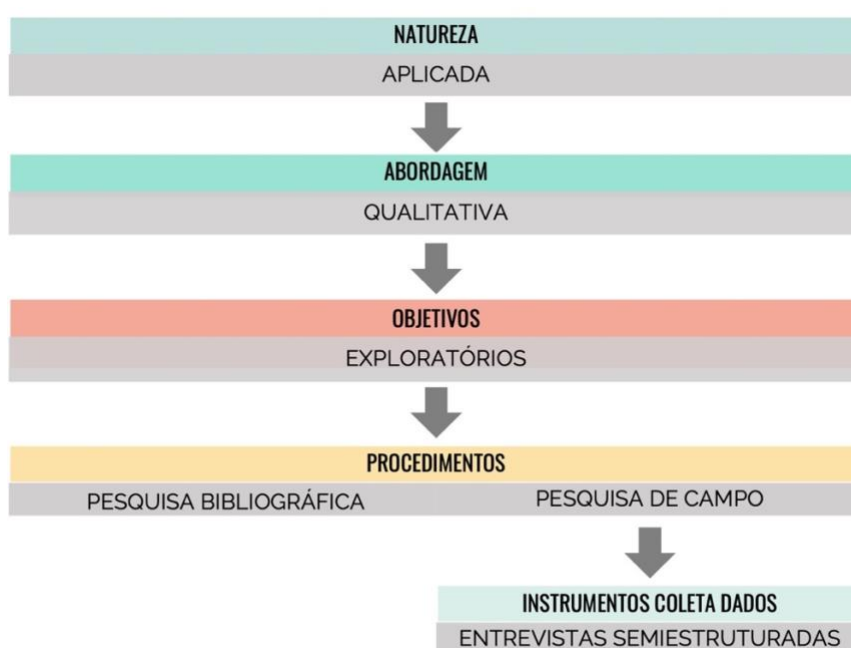 NATUREZA
APLICADA
ABORDAGEM
QUALITATIVA
OBJETIVOS
EXPLORATÓRIOS
PROCEDIMENTOS
PESQUISA BIBLIOGRÁFICA
PESQUISA DE CAMPO
INSTRUMENTOS COLETA DADOS
ENTREVISTAS SEMIESTRUTURADAS